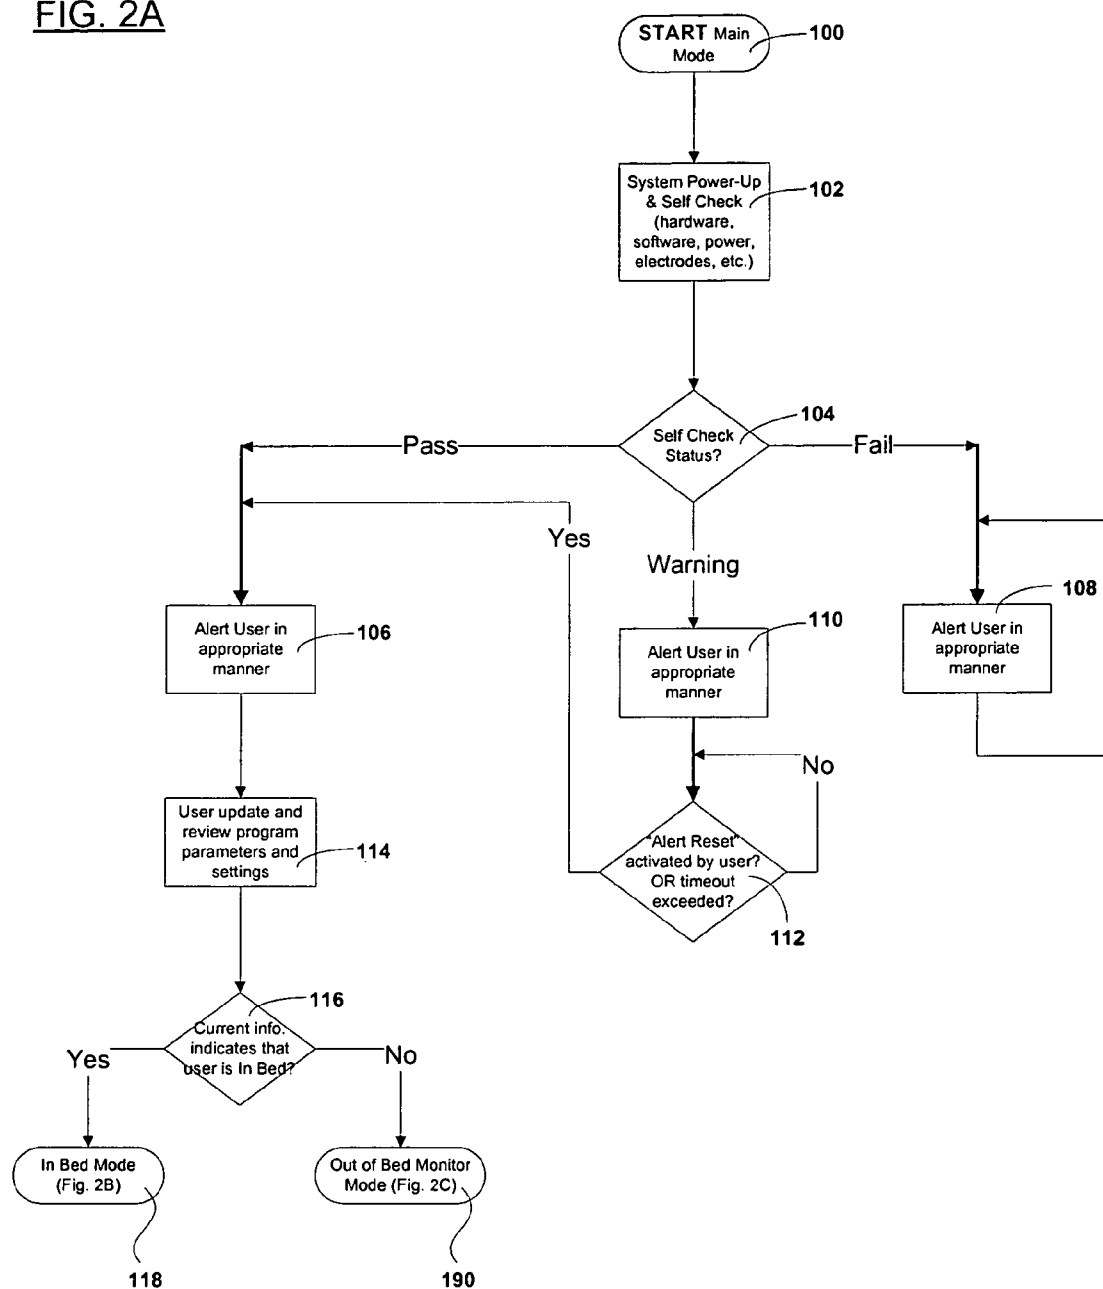 FIG. 2A
START Main
Mode
100
System Power-Up
& Self Check
(hardware,
software, power,
electrodes, etc.)
102
Self Check
Status?
104
Pass
Fail
Yes
Warning
Alert User in
appropriate
manner
106
Alert User in
appropriate
manner
110
Alert User in
appropriate
manner
108
No
"Alert Reset"
activated by user?
OR timeout
exceeded?
112
User update and
review program
parameters and
settings
114
Current info.
indicates that
user is In Bed?
116
Yes
No
In Bed Mode
(Fig. 2B)
118
Out of Bed Monitor
Mode (Fig. 2C)
190